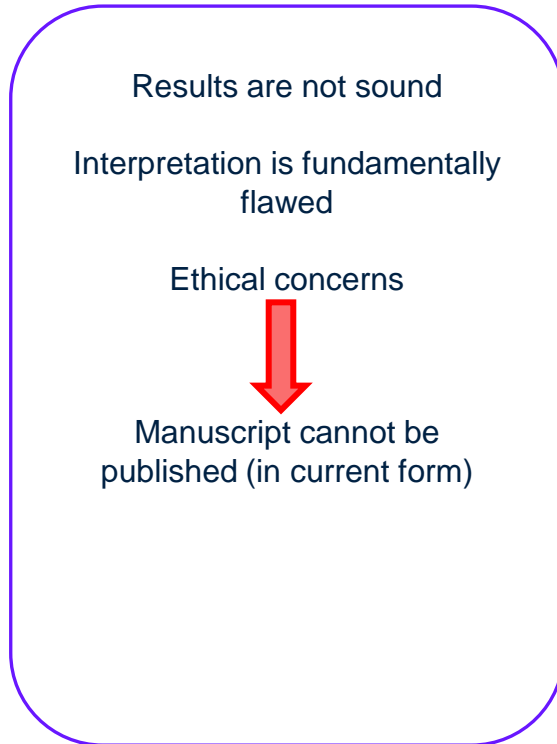 Results are not sound
Interpretation is fundamentally
flawed
Ethical concerns
Manuscript cannot be
published (in current form)